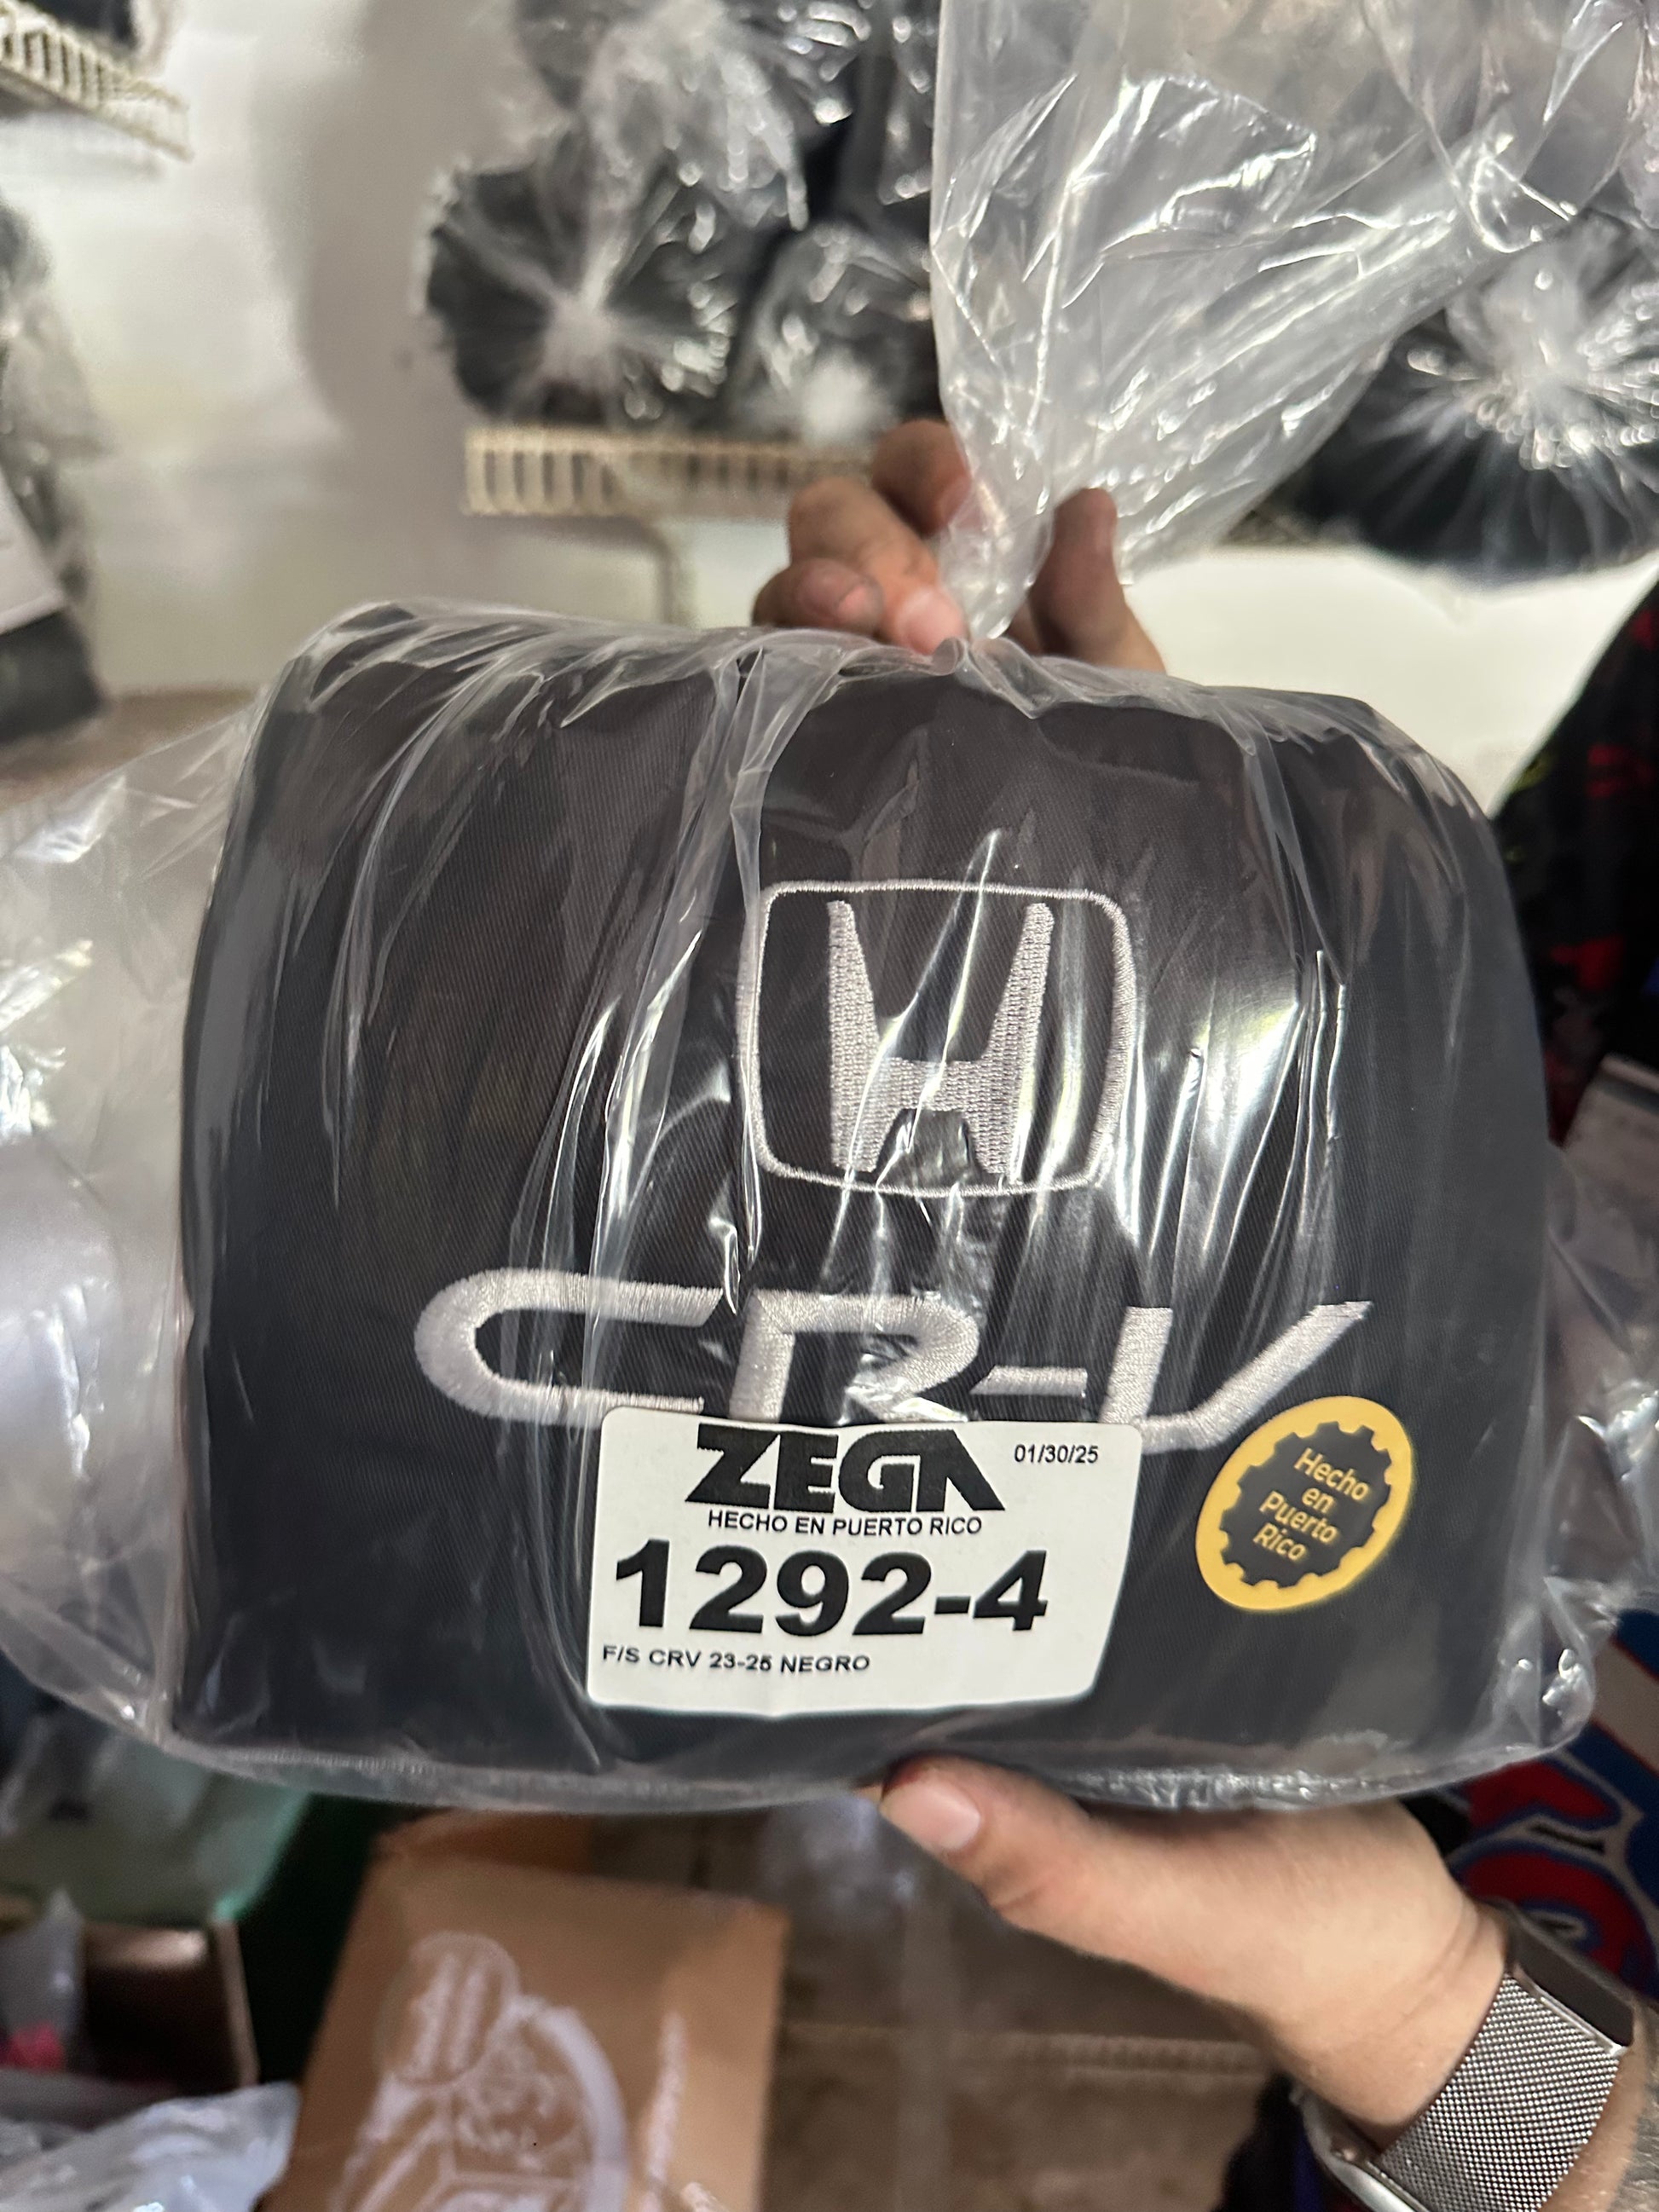 CR-V
ZEGA
01/30/25
HECHO EN PUERTO RICO
1292-4
F/S CRV 23-25 NEGRO
Hecho
en
Puerto
Rico